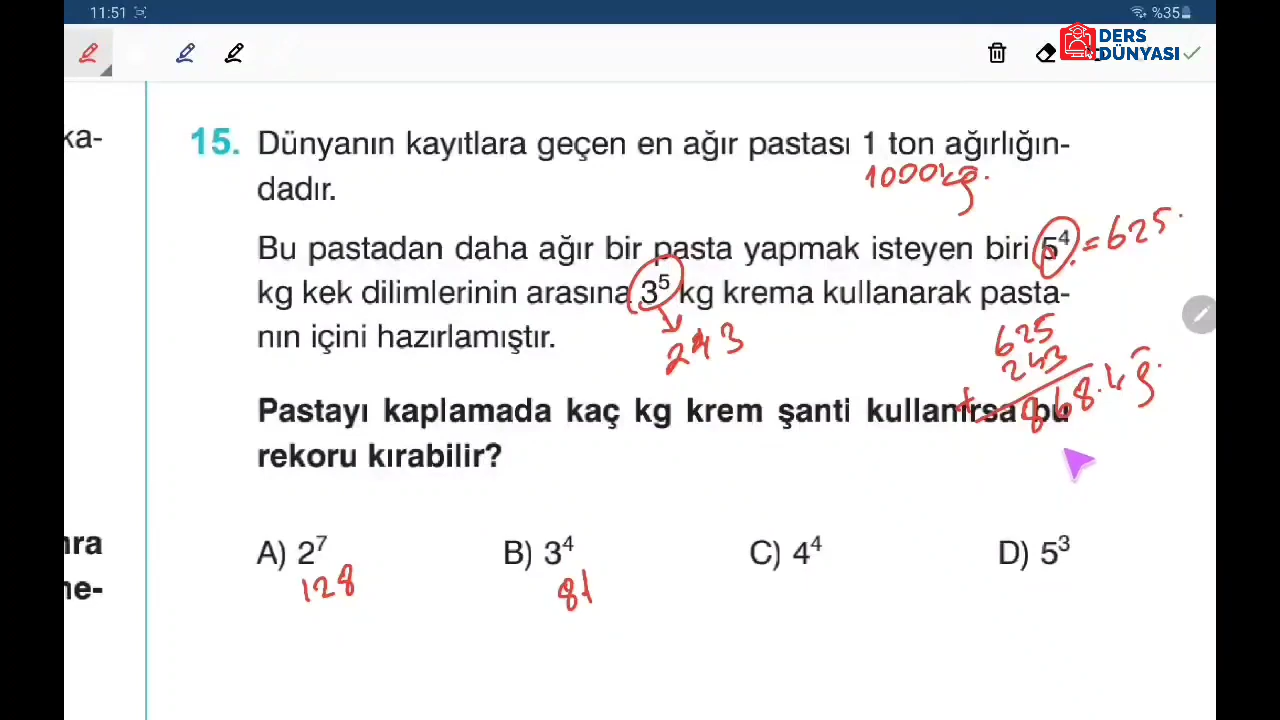 11:51
%35
DERS
DÜNYASI
ka-
15. Dünyanın kayıtlara geçen en ağır pastası 1 ton ağırlığın-
1000kg.
dadır.
Bu pastadan daha ağır bir pasta yapmak isteyen biri 5⁴ = 625.
kg kek dilimlerinin arasına 3⁵ kg krema kullanarak pasta-
nın içini hazırlamıştır.
243
625
243
+ 868.kg.
Pastayı kaplamada kaç kg krem şanti kullanırsa bu
rekoru kırabilir?
nra
ne-
A) 2⁷ B) 3⁴ C) 4⁴ D) 5³
128 81